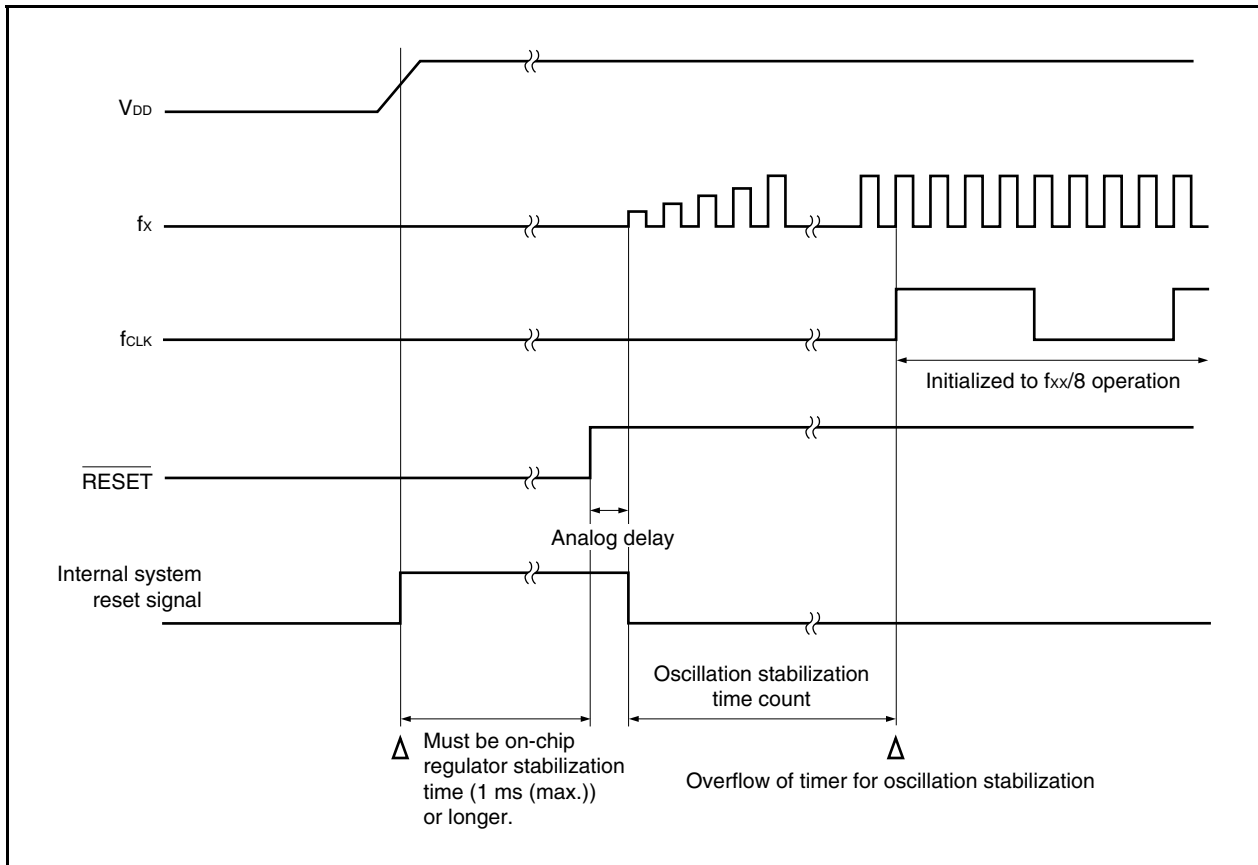 VDD
fX
fCLK
Initialized to fXX/8 operation
RESET
Analog delay
Internal system
reset signal
Oscillation stabilization
time count
Must be on-chip
regulator stabilization
time (1 ms (max.))
or longer.
Overflow of timer for oscillation stabilization